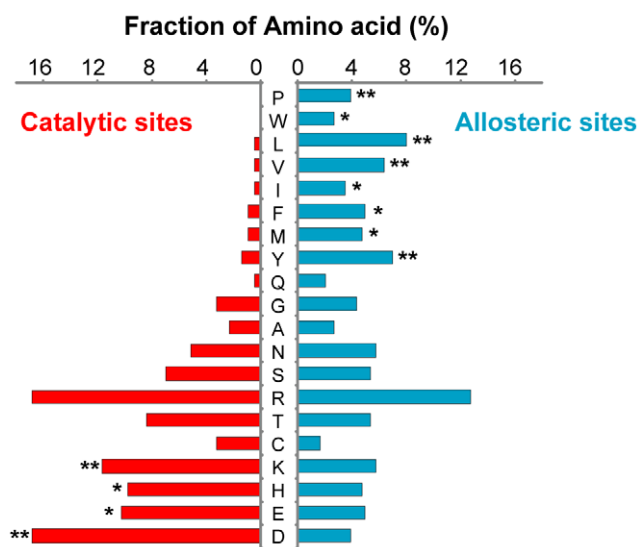 Fraction of Amino acid (%)
16 12 8 4 0 0 4 8 12 16
P **
Catalytic sites W * Allosteric sites
L **
V **
I *
F *
M *
Y **
Q
G
A
N
S
R
T
C
** K
* H
* E
** D